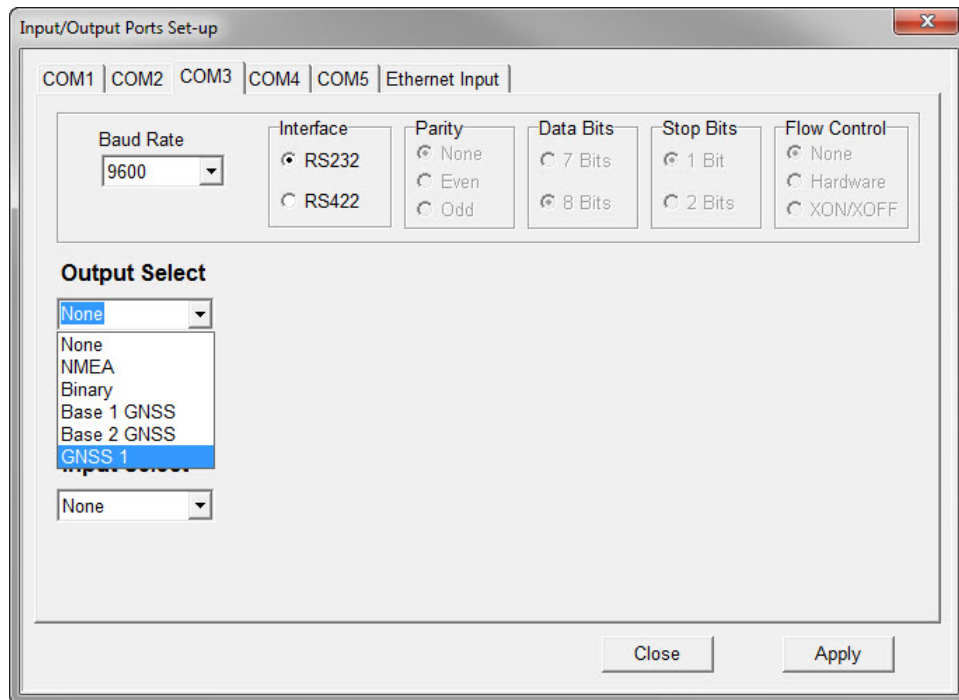 Input/Output Ports Set-up
COM1 COM2 COM3 COM4 COM5 Ethernet Input
Baud Rate
9600
Interface
RS232
RS422
Parity
None
Even
Odd
Data Bits
7 Bits
8 Bits
Stop Bits
1 Bit
2 Bits
Flow Control
None
Hardware
XON/XOFF
Output Select
None
None
NMEA
Binary
Base 1 GNSS
Base 2 GNSS
GNSS 1
Input Select
None
Close Apply